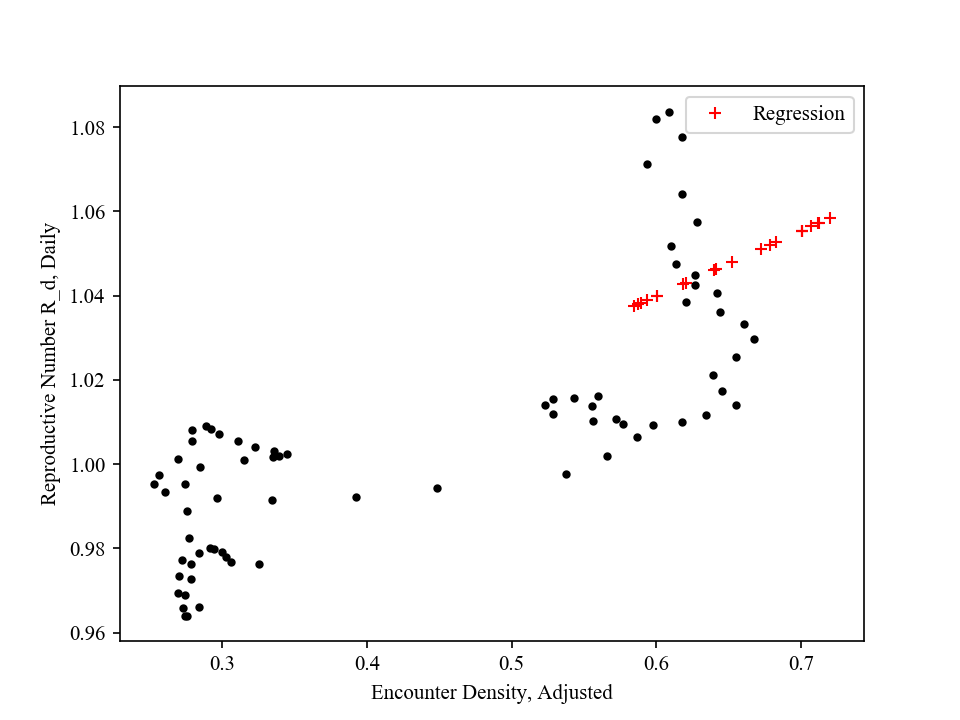 Regression
1.08
1.06
1.04
1.02
1.00
0.98
0.96
Reproductive Number R_d, Daily
0.3 0.4 0.5 0.6 0.7
Encounter Density, Adjusted